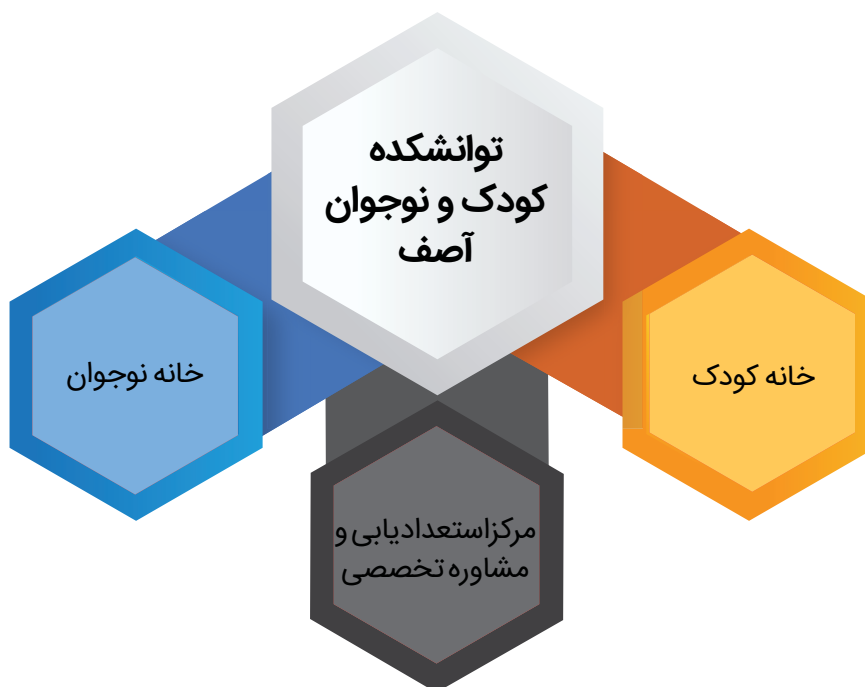 توانشکده
کودک و نوجوان
آصف
خانه کودک
خانه نوجوان
مرکزاستعدادیابی و
مشاوره تخصصی